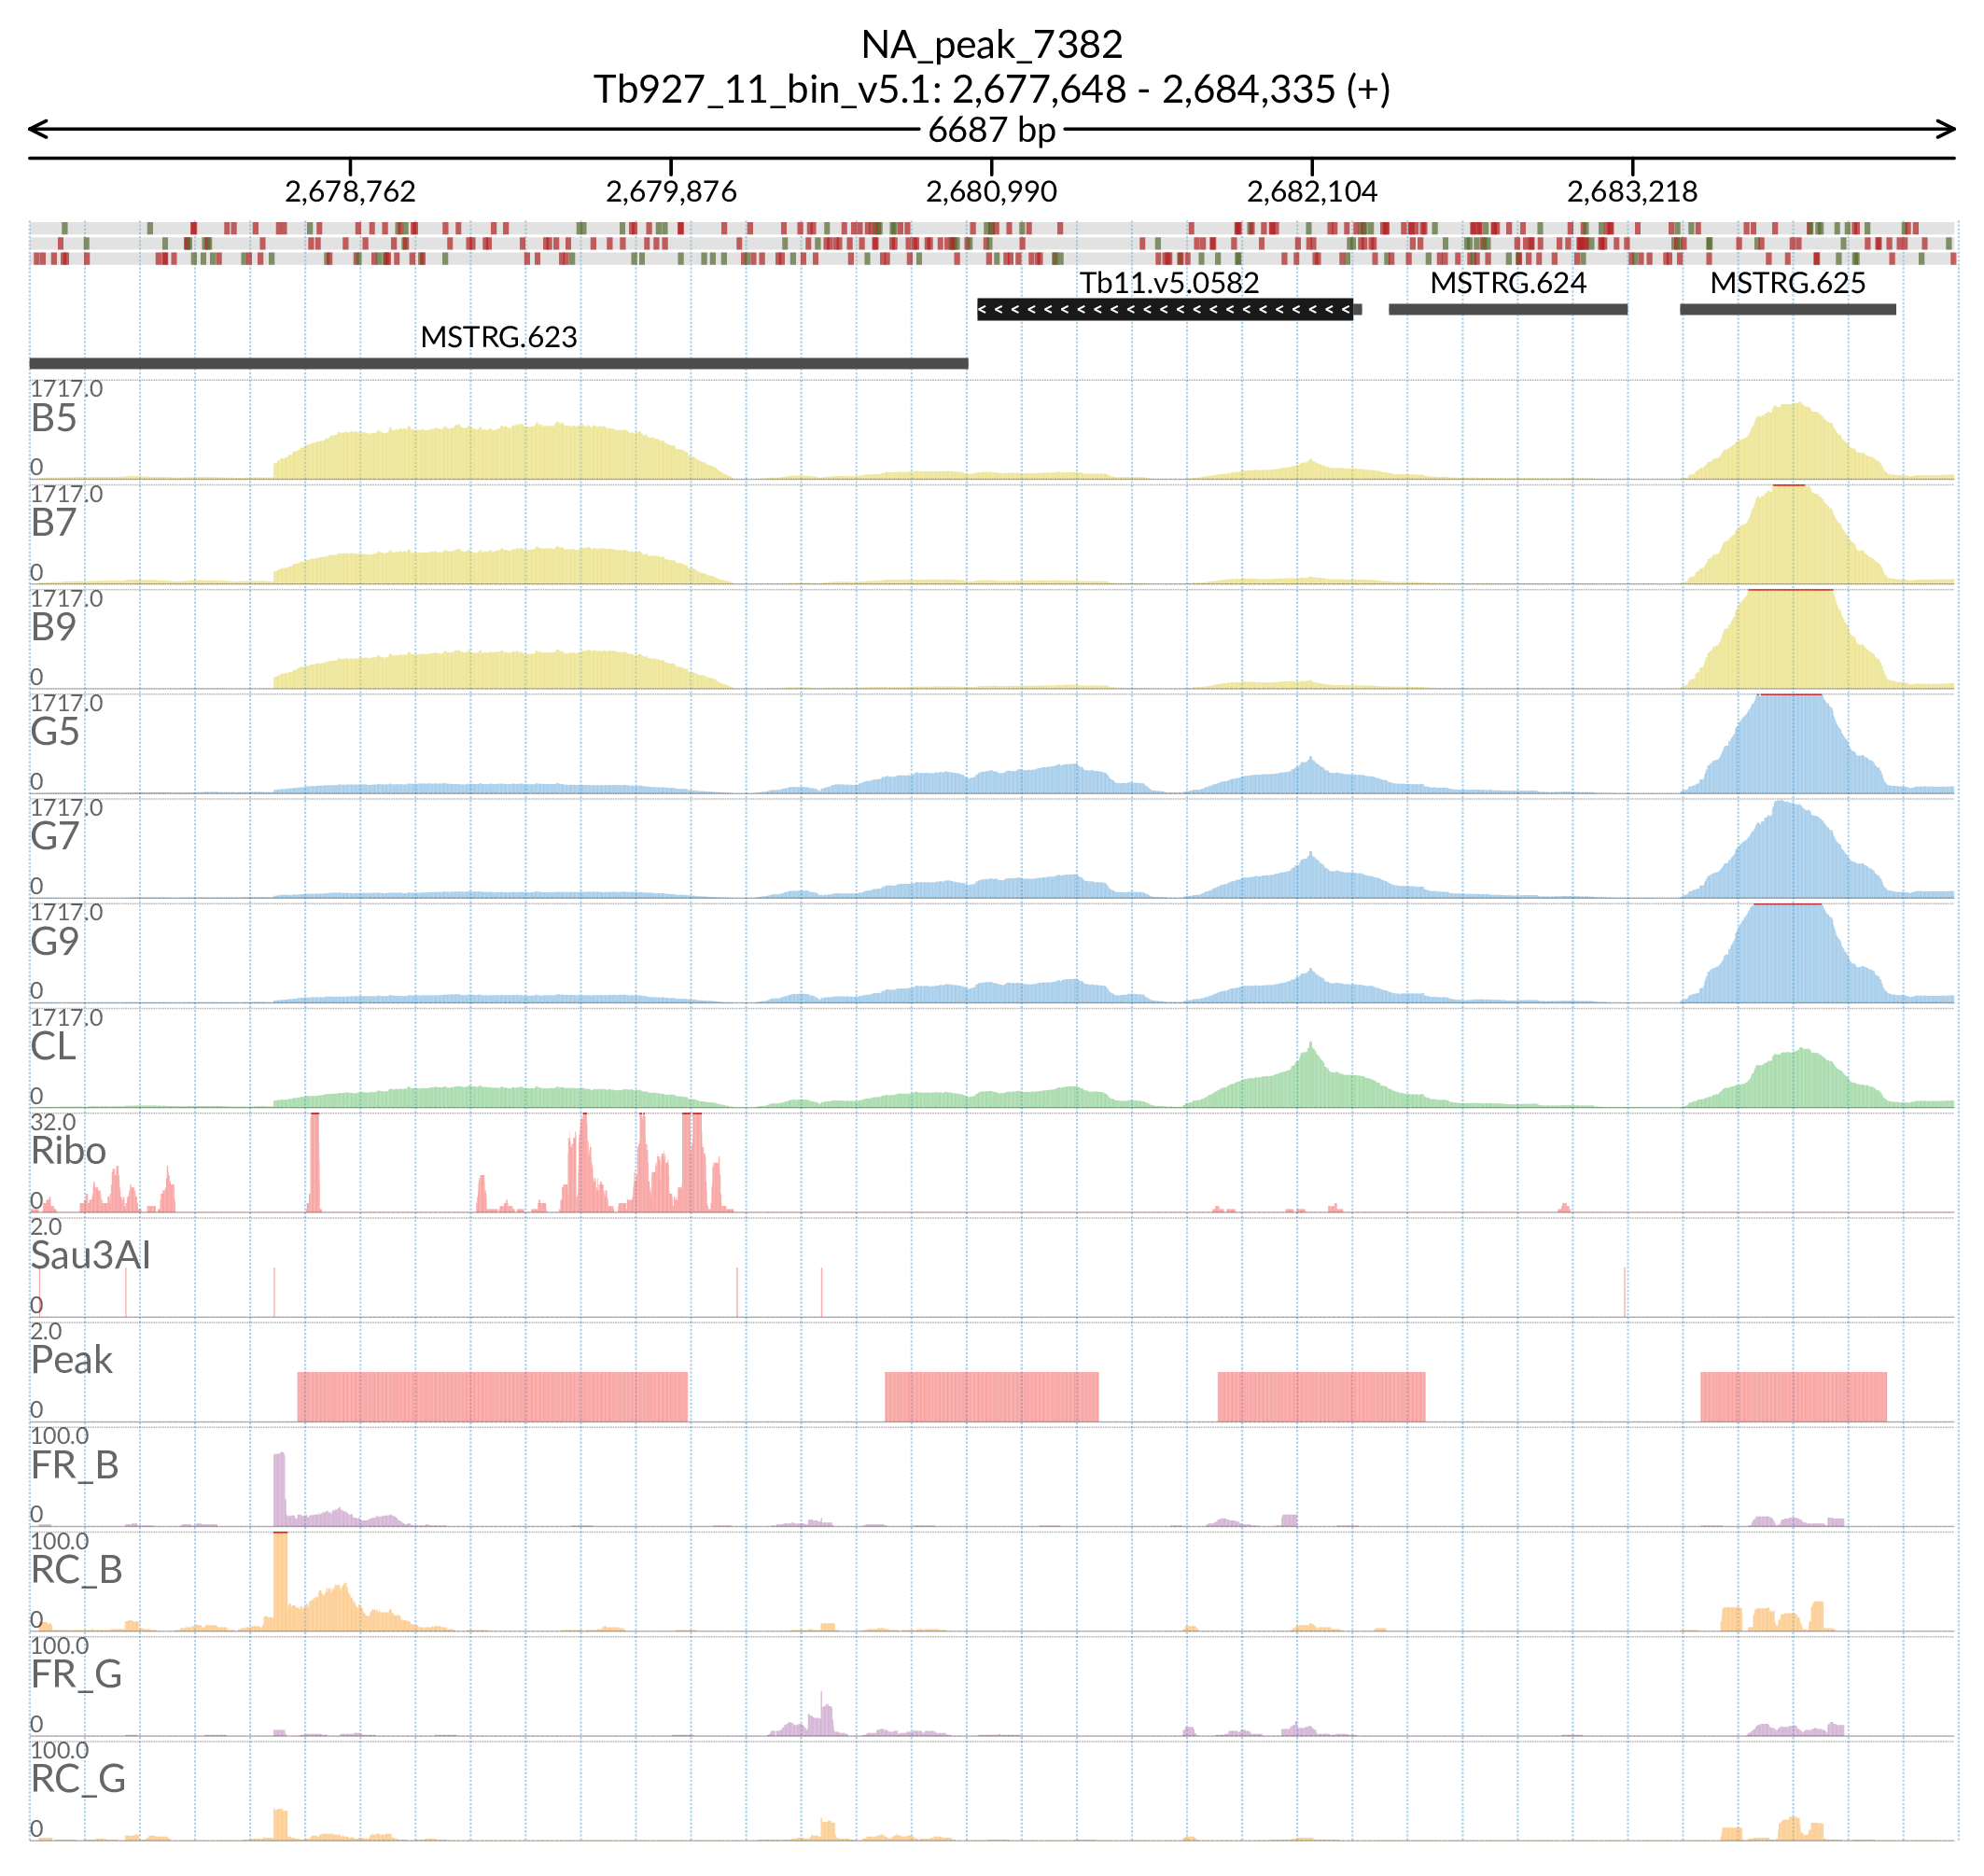 NA_peak_7382
Tb927_11_bin_v5.1: 2,677,648 - 2,684,335 (+)
6687 bp
2,678,762 2,679,876 2,680,990 2,682,104 2,683,218
Tb11.v5.0582 MSTRG.624 MSTRG.625
< < < < < < < < < < < < < < < < < < < < < < <
MSTRG.623
1717.0
B5
0
1717.0
B7
0
1717.0
B9
0
1717.0
G5
0
1717.0
G7
0
1717.0
G9
0
1717.0
CL
0
32.0
Ribo
0
2.0
Sau3AI
0
2.0
Peak
0
100.0
FR_B
0
100.0
RC_B
0
100.0
FR_G
0
100.0
RC_G
0